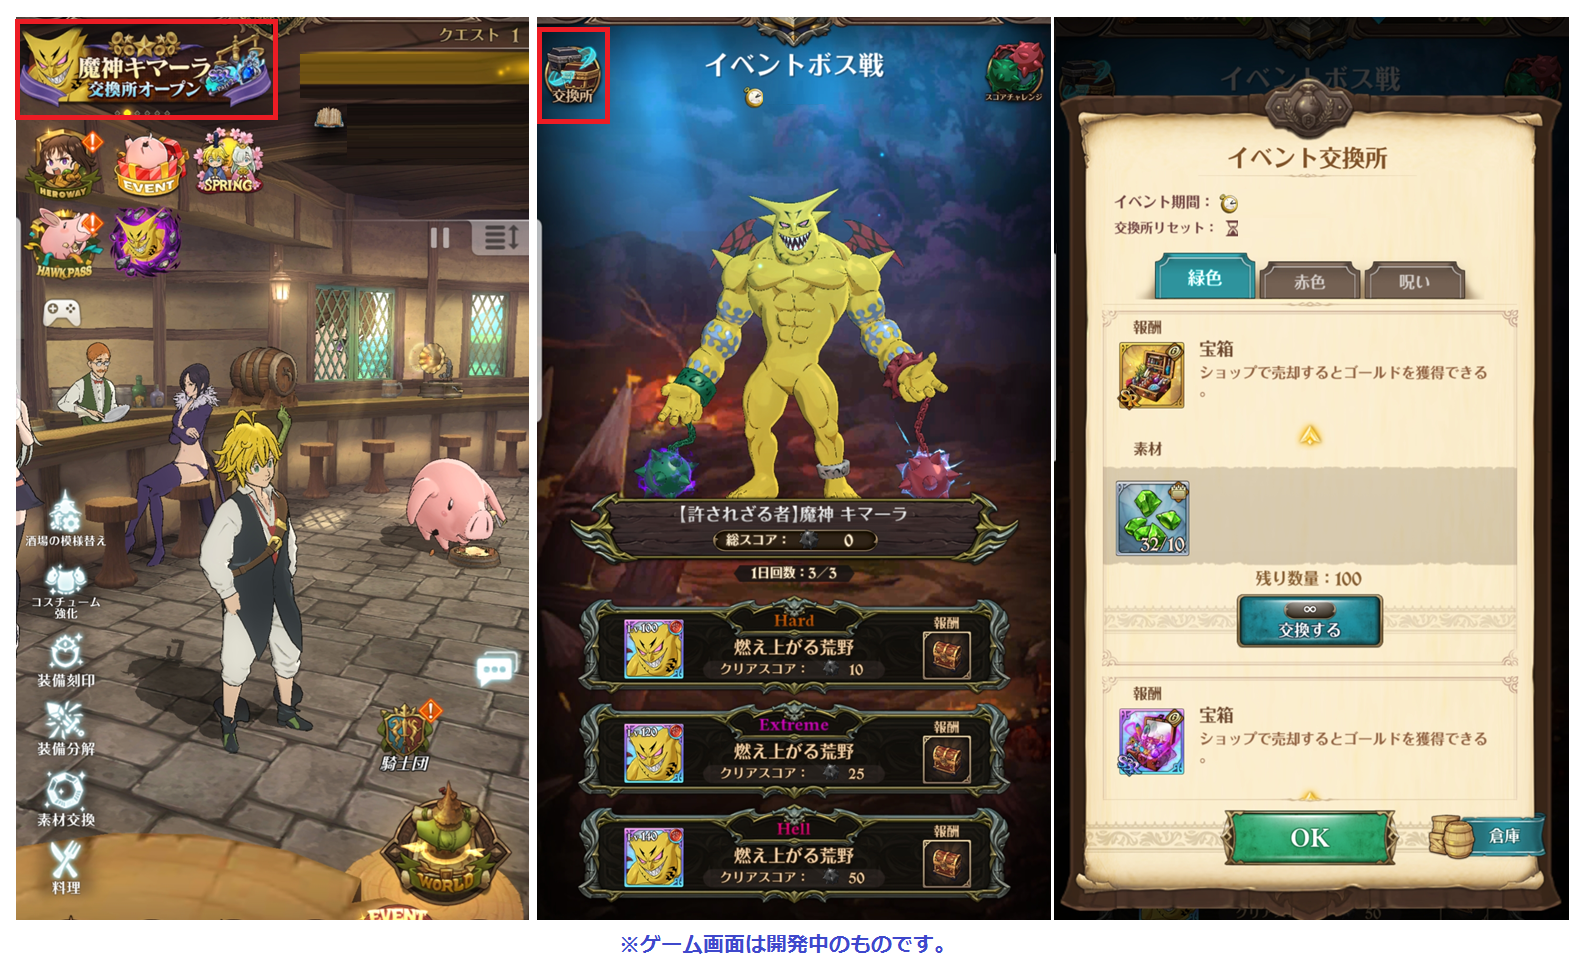 魔神キマーラ
交換所オープン
クエスト 1
HEROWAY
EVENT
SPRING
HAWK PASS
酒場の模様替え
コスチューム
強化
装備刻印
装備分解
素材交換
料理
騎士団
WORLD
EVENT
交換所
イベントボス戦
スコアチャレンジ
【許されざる者】魔神 キマーラ
総スコア： 0
1日回数：3/3
Hard
Lv100
燃え上がる荒野
クリアスコア： 10
報酬
Extreme
Lv120
燃え上がる荒野
クリアスコア： 25
報酬
Hell
Lv140
燃え上がる荒野
クリアスコア： 50
報酬
イベントボス戦
イベント交換所
イベント期間：
交換所リセット：
緑色
赤色
呪い
報酬
宝箱
ショップで売却するとゴールドを獲得できる
。
SR
素材
32/10
残り数量：100
∞
交換する
報酬
宝箱
ショップで売却するとゴールドを獲得できる
。
OK
倉庫
※ゲーム画面は開発中のものです。